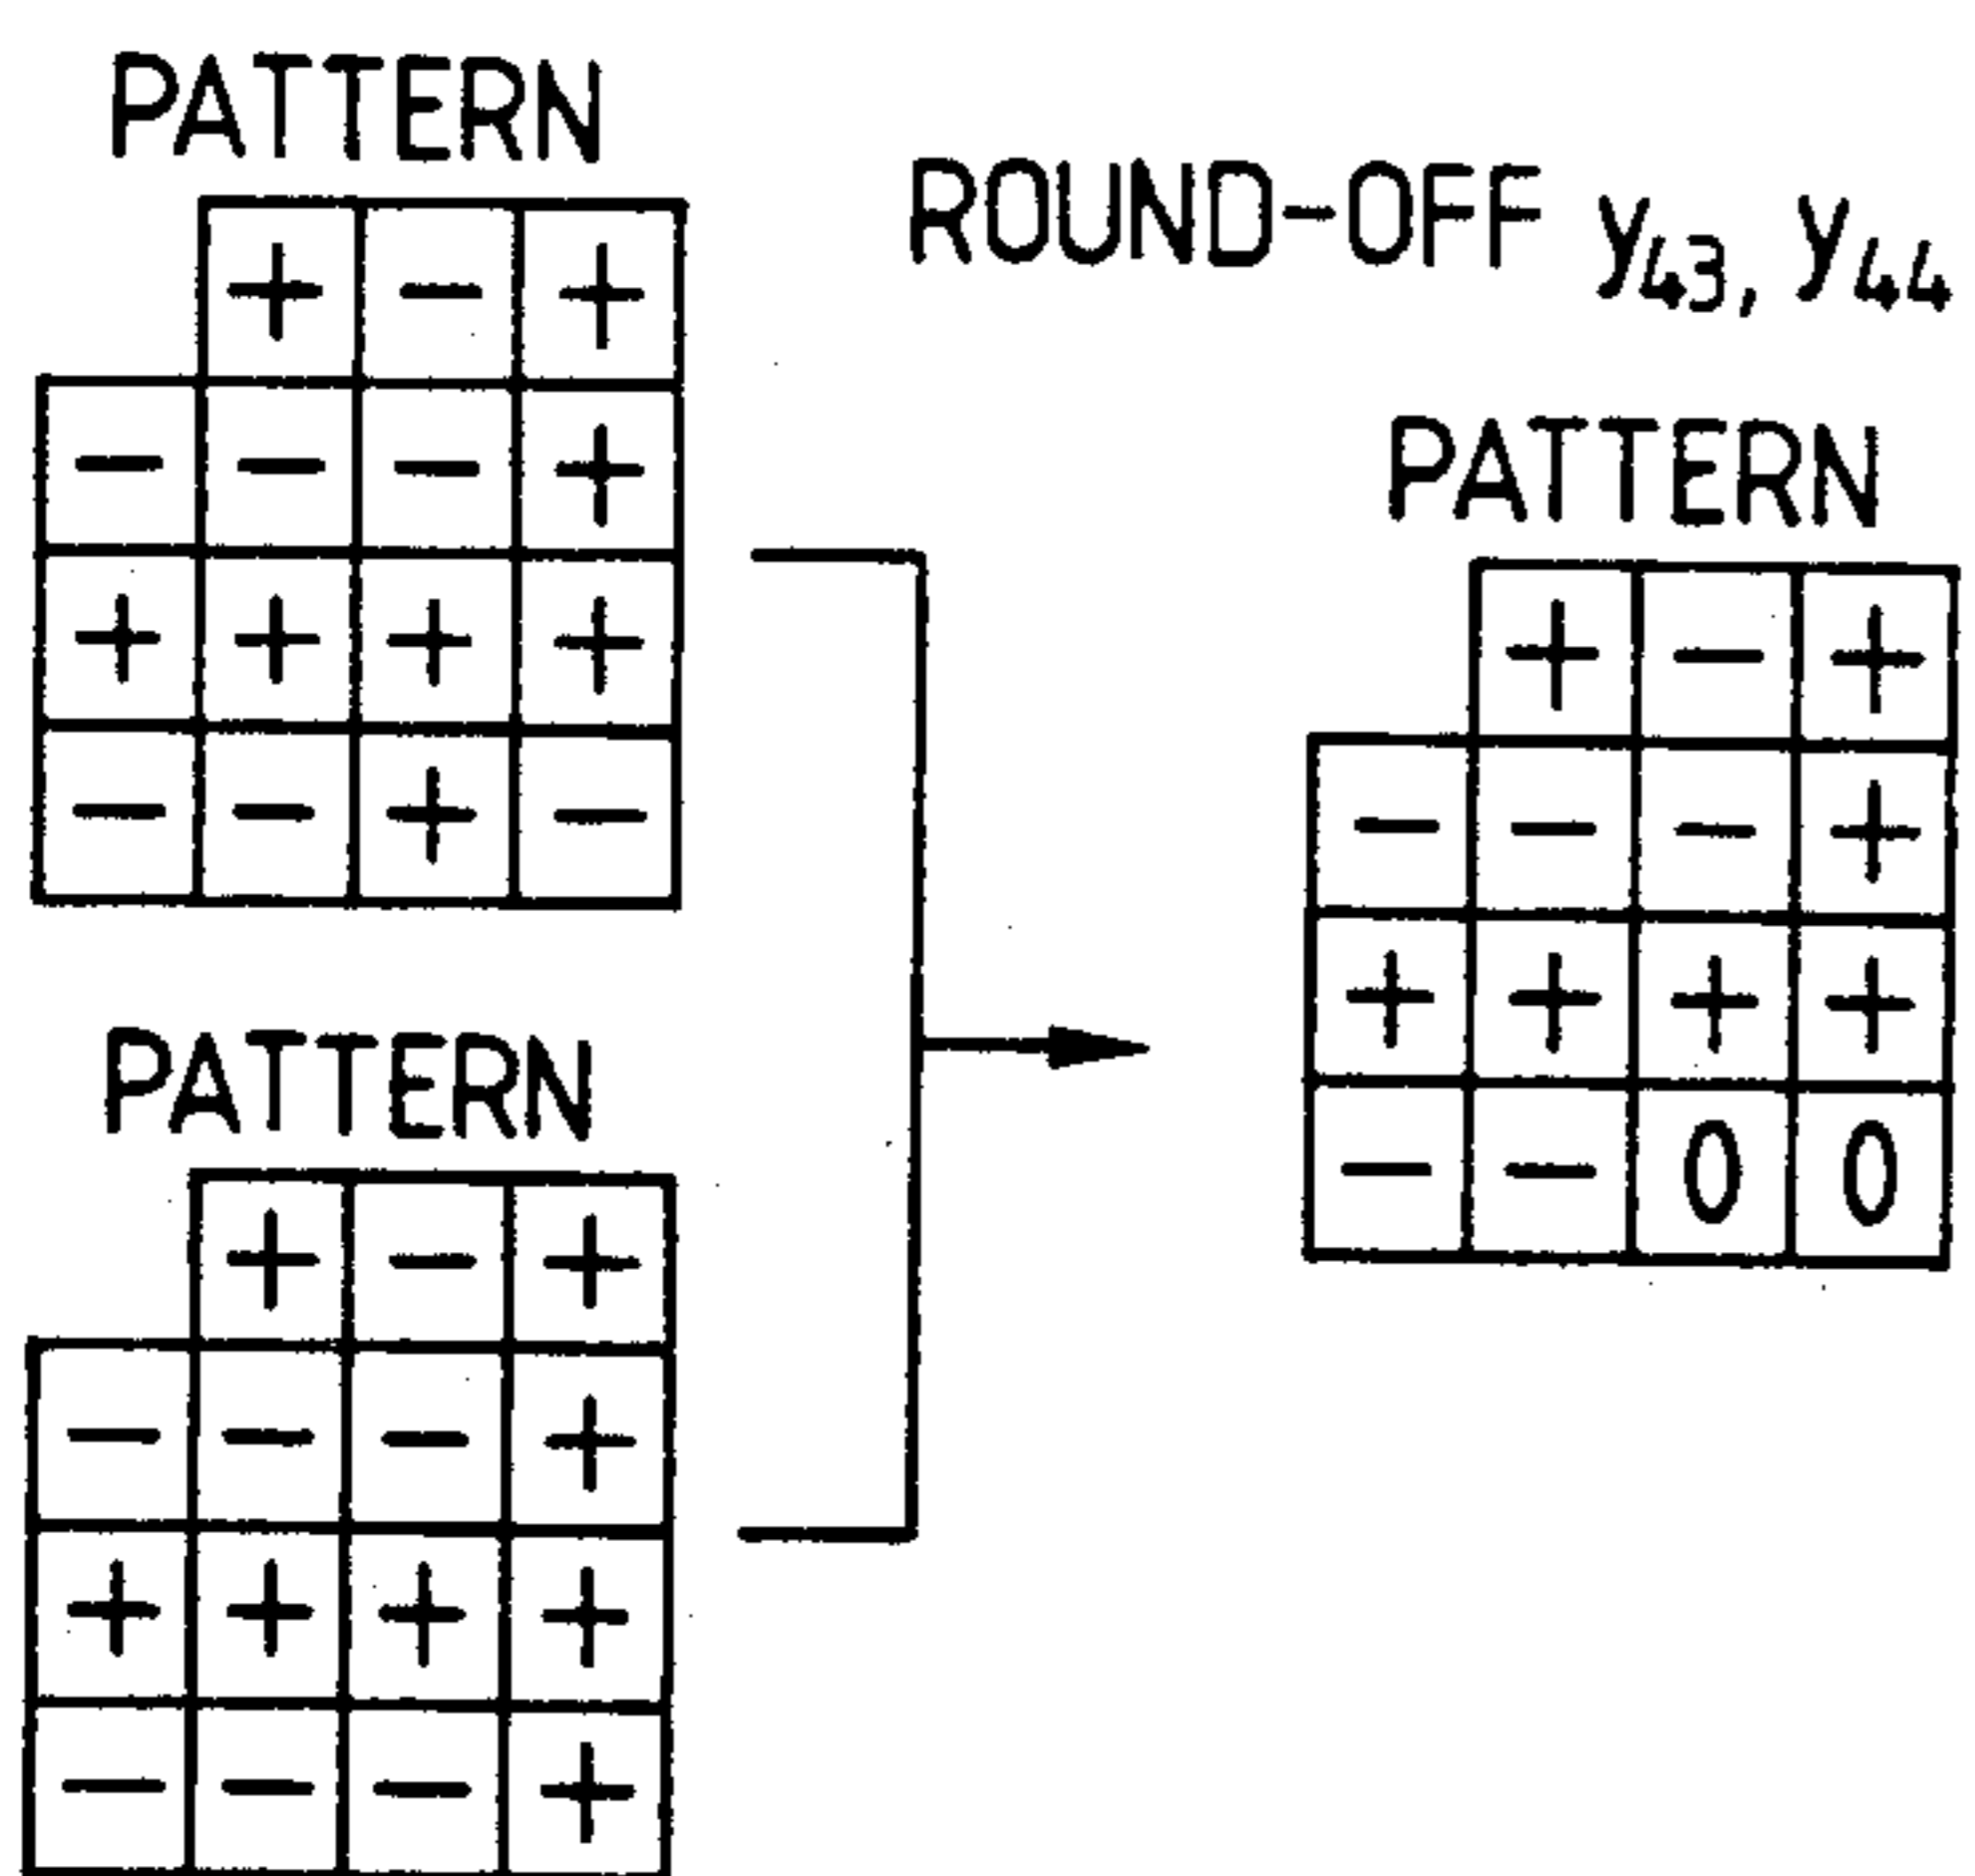 PATTERN
+ - +
- - - +
+ + + +
- - + -
PATTERN
+ - +
- - - +
+ + + +
- - - +
ROUND-OFF y43, y44
PATTERN
+ - +
- - - +
+ + + +
- - 0 0